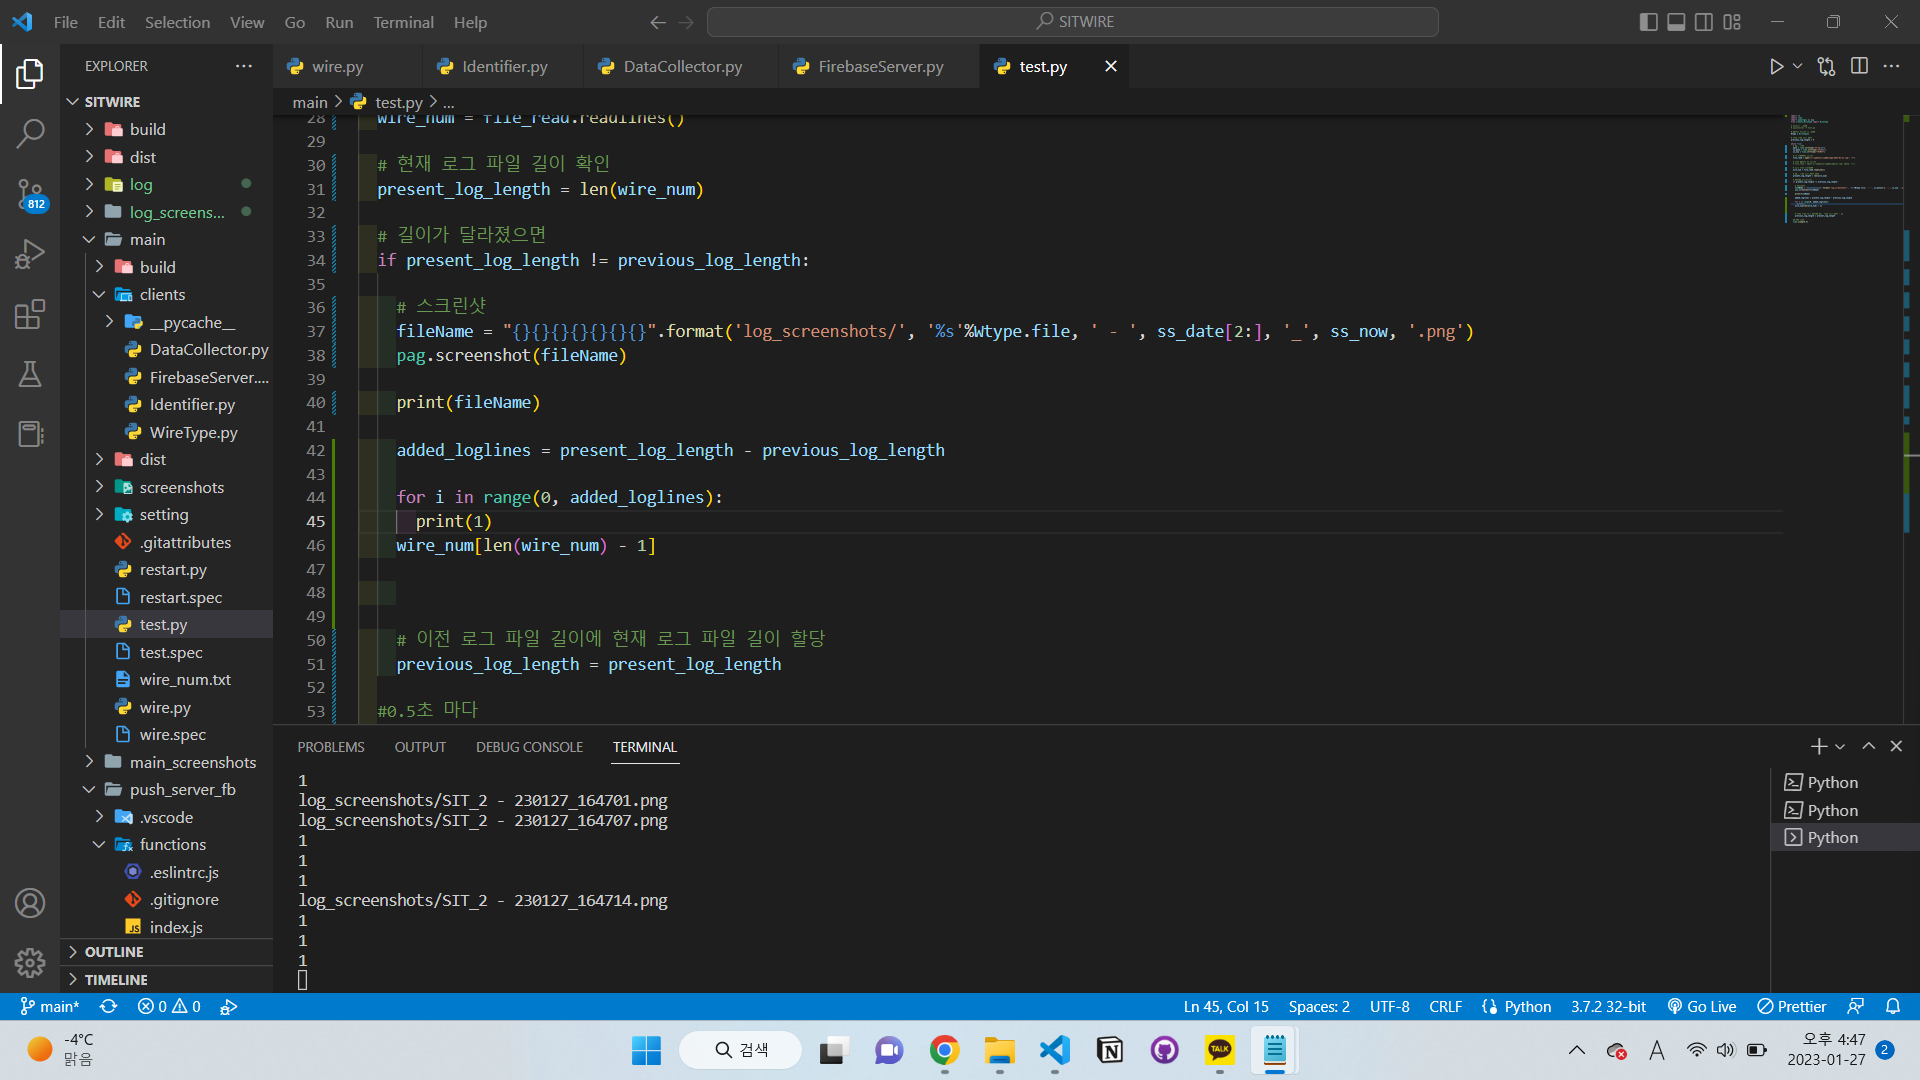 File Edit Selection View Go Run Terminal Help
SITWIRE
EXPLORER
wire.py
Identifier.py
DataCollector.py
FirebaseServer.py
test.py
main > test.py > ...
SITWIRE
build
dist
log
log_screens...
812
main
build
clients
__pycache__
DataCollector.py
FirebaseServer....
Identifier.py
WireType.py
dist
screenshots
setting
.gitattributes
restart.py
restart.spec
test.py
test.spec
wire_num.txt
wire.py
wire.spec
main_screenshots
push_server_fb
.vscode
functions
.eslintrc.js
.gitignore
index.js
OUTLINE
TIMELINE
28 wire_num = file_read.readlines()
29
30 # 현재 로그 파일 길이 확인
31 present_log_length = len(wire_num)
32
33 # 길이가 달라졌으면
34 if present_log_length != previous_log_length:
35
36 # 스크린샷
37 fileName = "{}{}{}{}{}{}{}".format('log_screenshots/', '%s'%Wtype.file, ' - ', ss_date[2:], '_', ss_now, '.png')
38 pag.screenshot(fileName)
39
40 print(fileName)
41
42 added_loglines = present_log_length - previous_log_length
43
44 for i in range(0, added_loglines):
45 print(1)
46 wire_num[len(wire_num) - 1]
47
48
49
50 # 이전 로그 파일 길이에 현재 로그 파일 길이 할당
51 previous_log_length = present_log_length
52
53 #0.5초 마다
PROBLEMS OUTPUT DEBUG CONSOLE TERMINAL
1
log_screenshots/SIT_2 - 230127_164701.png
log_screenshots/SIT_2 - 230127_164707.png
1
1
1
log_screenshots/SIT_2 - 230127_164714.png
1
1
1
Python
Python
Python
main* 0 0
Ln 45, Col 15 Spaces: 2 UTF-8 CRLF Python 3.7.2 32-bit Go Live Prettier
-4°C
맑음
검색
TALK
A
오후 4:47
2023-01-27
2